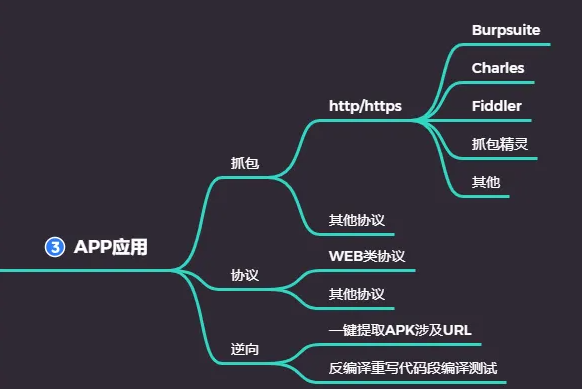 Burpsuite
Charles
http/https
Fiddler
抓包精灵
抓包
其他
其他协议
3 APP应用
WEB类协议
协议
其他协议
一键提取APK涉及URL
逆向
反编译重写代码段编译测试